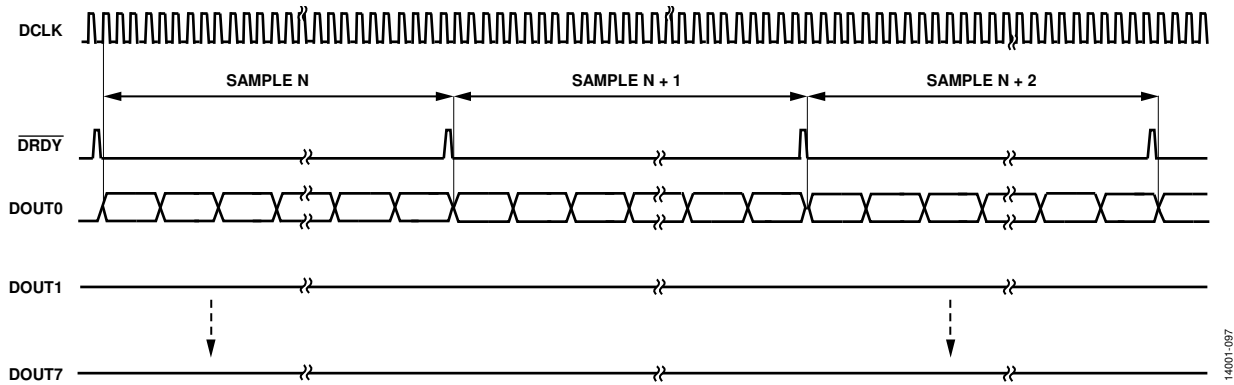 DCLK
SAMPLE N
SAMPLE N + 1
SAMPLE N + 2
DRDY
DOUT0
DOUT1
DOUT7
14001-097